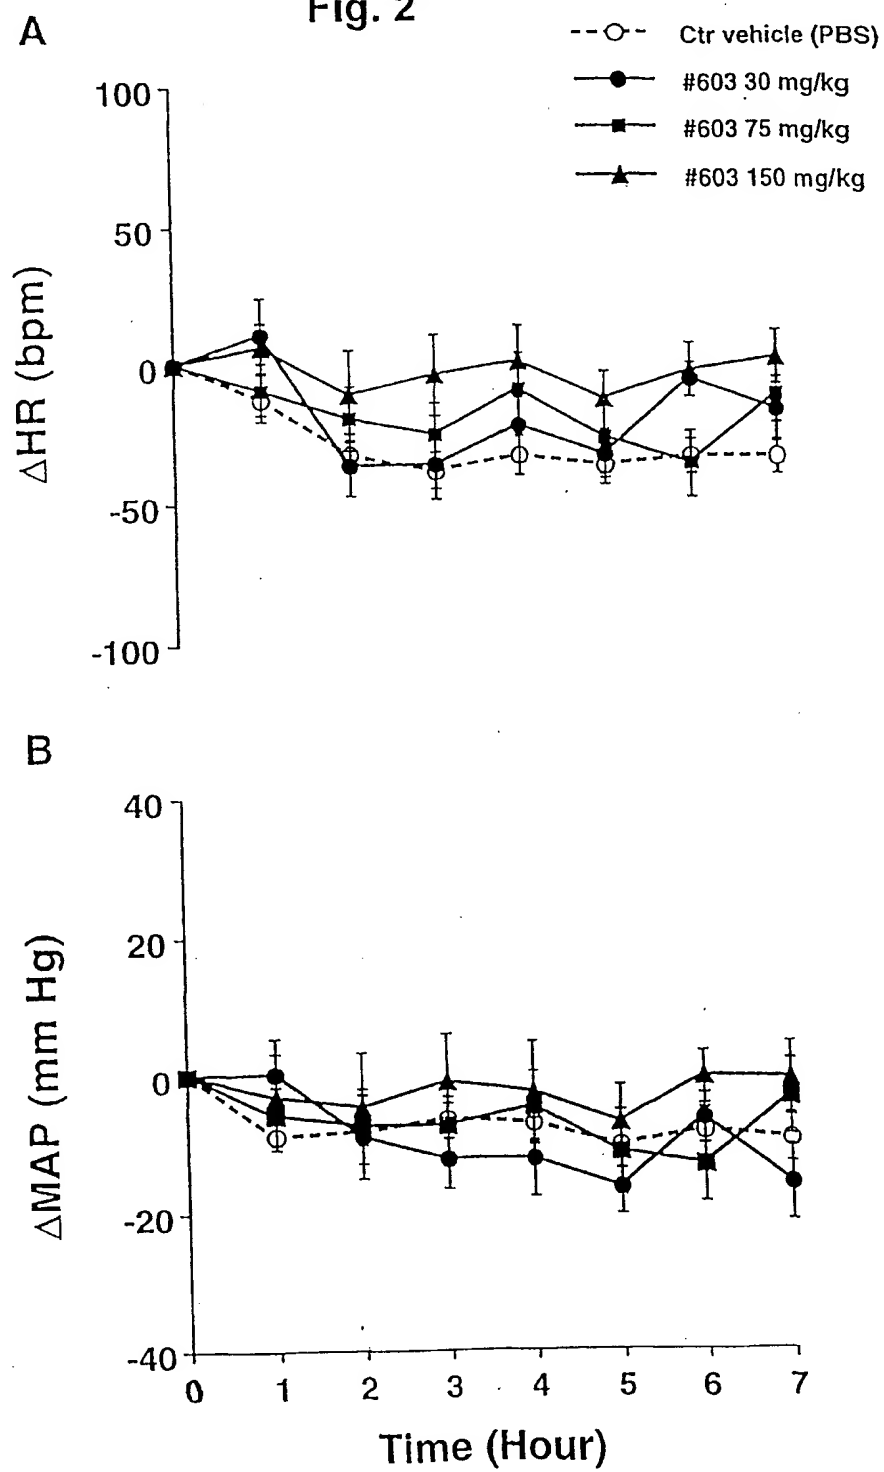 Fig. 2
A
Ctr vehicle (PBS)
#603 30 mg/kg
#603 75 mg/kg
#603 150 mg/kg
100
50
0
-50
-100
ΔHR (bpm)
B
40
20
0
-20
-40
ΔMAP (mm Hg)
0 1 2 3 4 5 6 7
Time (Hour)